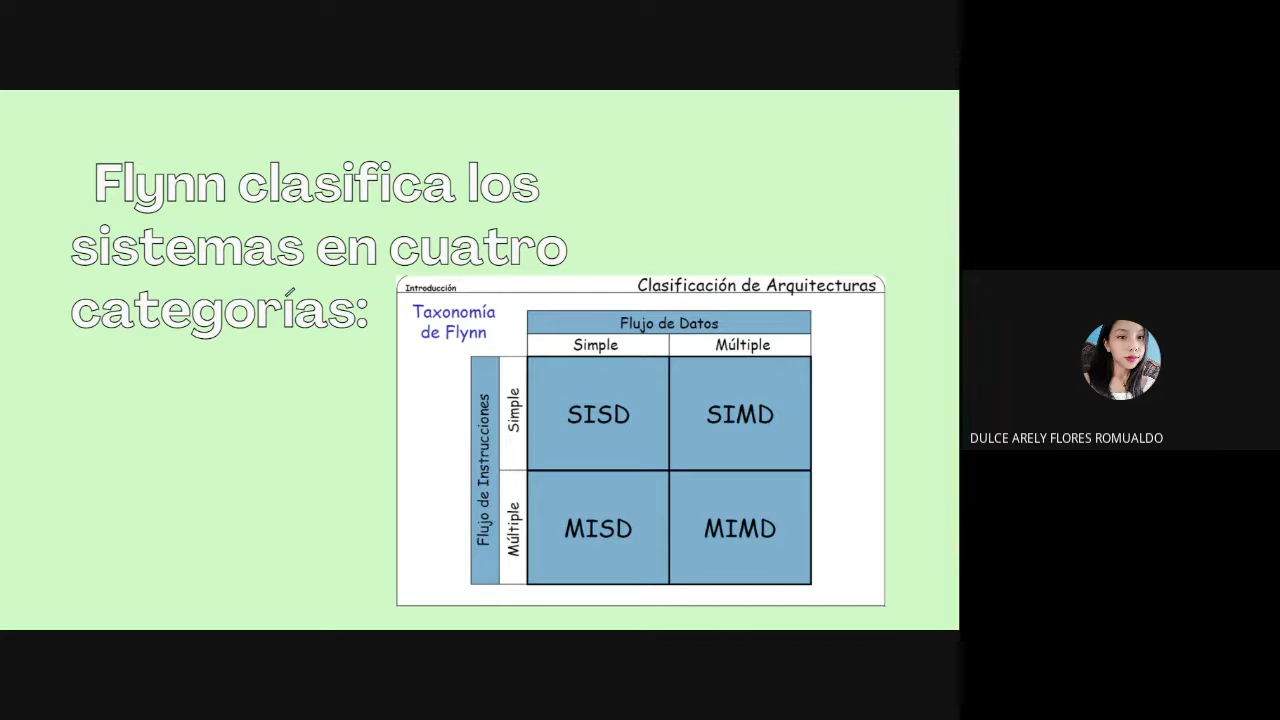 Flynn clasifica los
sistemas en cuatro
categorías:
Introducción
Clasificación de Arquitecturas
Taxonomía
de Flynn
Flujo de Datos
Simple
Múltiple
Flujo de Instrucciones
Simple
SISD
SIMD
Múltiple
MISD
MIMD
DULCE ARELY FLORES ROMUALDO